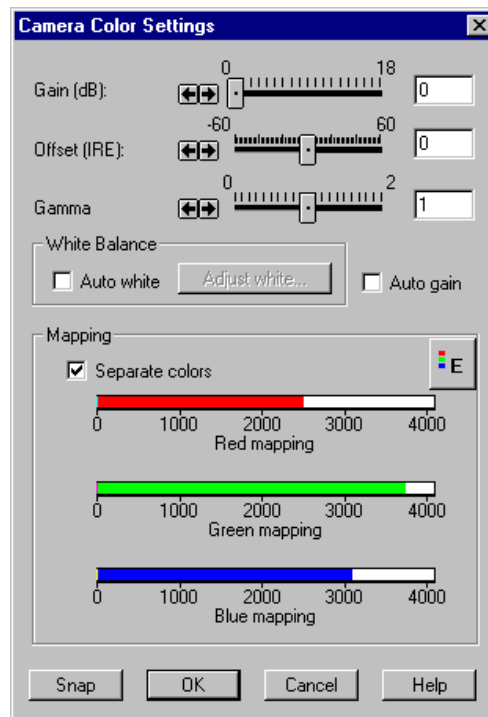 Camera Color Settings
0 18
Gain (dB): 0
-60 60
Offset (IRE): 0
0 2
Gamma 1
White Balance
Auto white Adjust white... Auto gain
Mapping
Separate colors E
0 1000 2000 3000 4000
Red mapping
0 1000 2000 3000 4000
Green mapping
0 1000 2000 3000 4000
Blue mapping
Snap OK Cancel Help